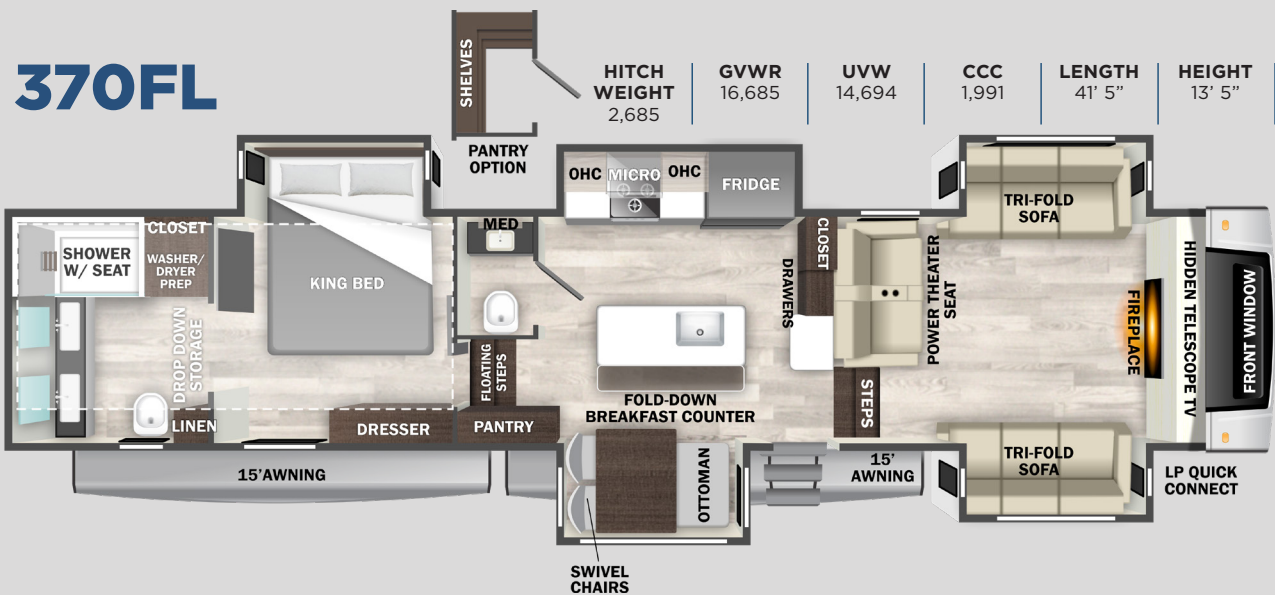 370FL
SHELVES
PANTRY
OPTION
HITCH
WEIGHT
2,685
GVWR
16,685
UVW
14,694
CCC
1,991
LENGTH
41' 5”
HEIGHT
13' 5”
OHC
MICRO
OHC
FRIDGE
TRI-FOLD
SOFA
SHOWER
W/ SEAT
CLOSET
WASHER/
DRYER
PREP
KING BED
MED
CLOSET
DRAWERS
POWER THEATER
SEAT
FIREPLACE
HIDDEN TELESCOPE TV
FRONT WINDOW
DROP DOWN
STORAGE
FLOATING
STEPS
FOLD-DOWN
BREAKFAST COUNTER
STEPS
LINEN
DRESSER
PANTRY
15'AWNING
OTTOMAN
15'
AWNING
TRI-FOLD
SOFA
LP QUICK
CONNECT
SWIVEL
CHAIRS